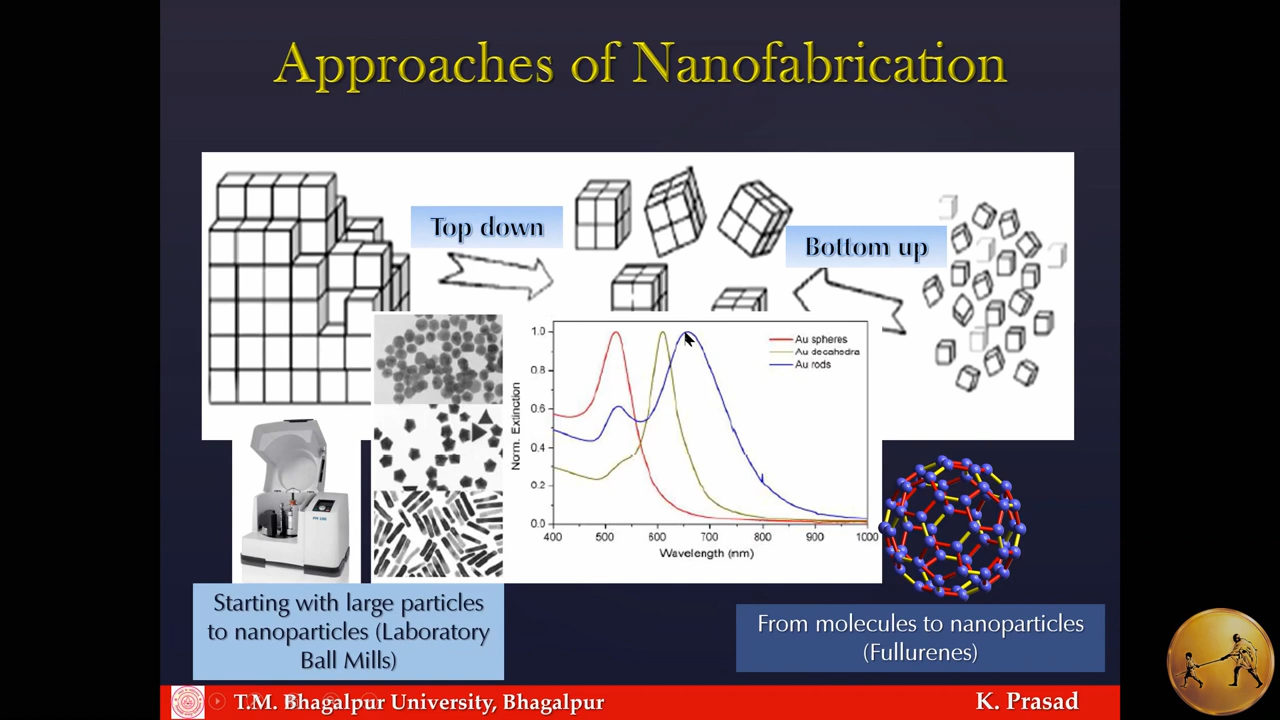 Approaches of Nanofabrication
Top down
Bottom up
1.0
0.8
0.6
0.4
0.2
0.0
Norm. Extinction
Au spheres
Au decahedra
Au rods
400 500 600 700 800 900 1000
Wavelength (nm)
Starting with large particles
to nanoparticles (Laboratory
Ball Mills)
From molecules to nanoparticles
(Fullurenes)
T.M. Bhagalpur University, Bhagalpur
K. Prasad